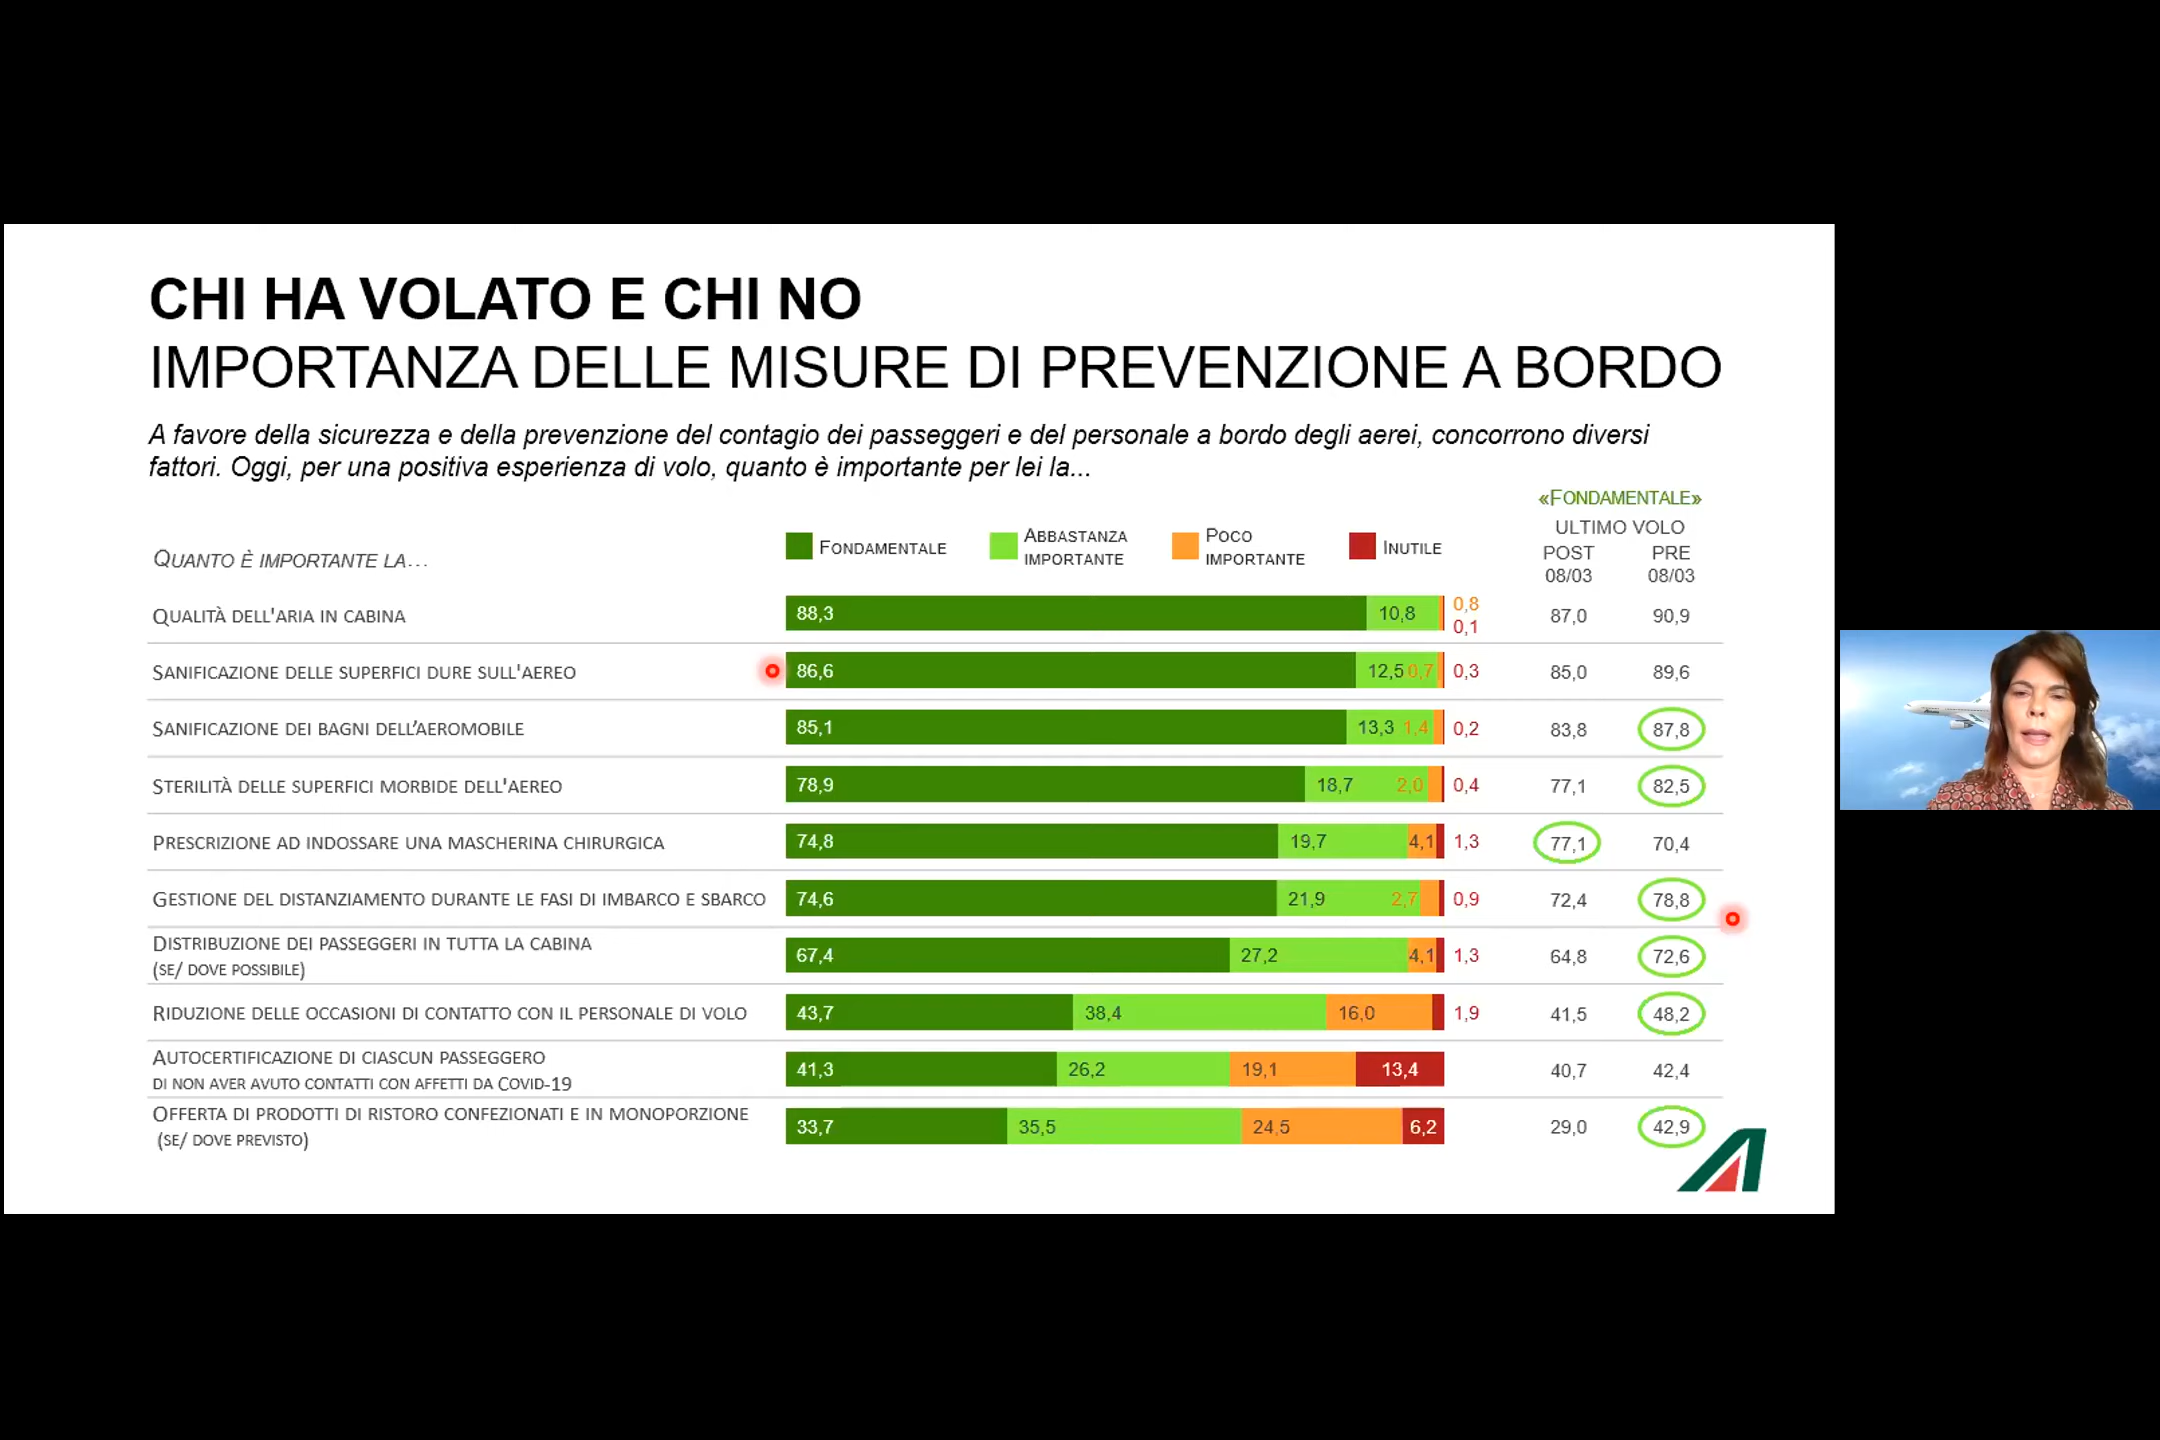 CHI HA VOLATO E CHI NO
IMPORTANZA DELLE MISURE DI PREVENZIONE A BORDO
A favore della sicurezza e della prevenzione del contagio dei passeggeri e del personale a bordo degli aerei, concorrono diversi
fattori. Oggi, per una positiva esperienza di volo, quanto è importante per lei la...
«FONDAMENTALE»
ULTIMO VOLO
POST 08/03
PRE 08/03
QUANTO È IMPORTANTE LA…
FONDAMENTALE
ABBASTANZA IMPORTANTE
POCO IMPORTANTE
INUTILE
QUALITÀ DELL'ARIA IN CABINA 88,3 10,8 0,8 0,1 87,0 90,9
SANIFICAZIONE DELLE SUPERFICI DURE SULL'AEREO 86,6 12,5 0,7 0,3 85,0 89,6
SANIFICAZIONE DEI BAGNI DELL’AEROMOBILE 85,1 13,3 1,4 0,2 83,8 87,8
STERILITÀ DELLE SUPERFICI MORBIDE DELL'AEREO 78,9 18,7 2,0 0,4 77,1 82,5
PRESCRIZIONE AD INDOSSARE UNA MASCHERINA CHIRURGICA 74,8 19,7 4,1 1,3 77,1 70,4
GESTIONE DEL DISTANZIAMENTO DURANTE LE FASI DI IMBARCO E SBARCO 74,6 21,9 2,7 0,9 72,4 78,8
DISTRIBUZIONE DEI PASSEGGERI IN TUTTA LA CABINA
(SE/ DOVE POSSIBILE) 67,4 27,2 4,1 1,3 64,8 72,6
RIDUZIONE DELLE OCCASIONI DI CONTATTO CON IL PERSONALE DI VOLO 43,7 38,4 16,0 1,9 41,5 48,2
AUTOCERTIFICAZIONE DI CIASCUN PASSEGGERO
DI NON AVER AVUTO CONTATTI CON AFFETTI DA COVID-19 41,3 26,2 19,1 13,4 40,7 42,4
OFFERTA DI PRODOTTI DI RISTORO CONFEZIONATI E IN MONOPORZIONE
(SE/ DOVE PREVISTO) 33,7 35,5 24,5 6,2 29,0 42,9